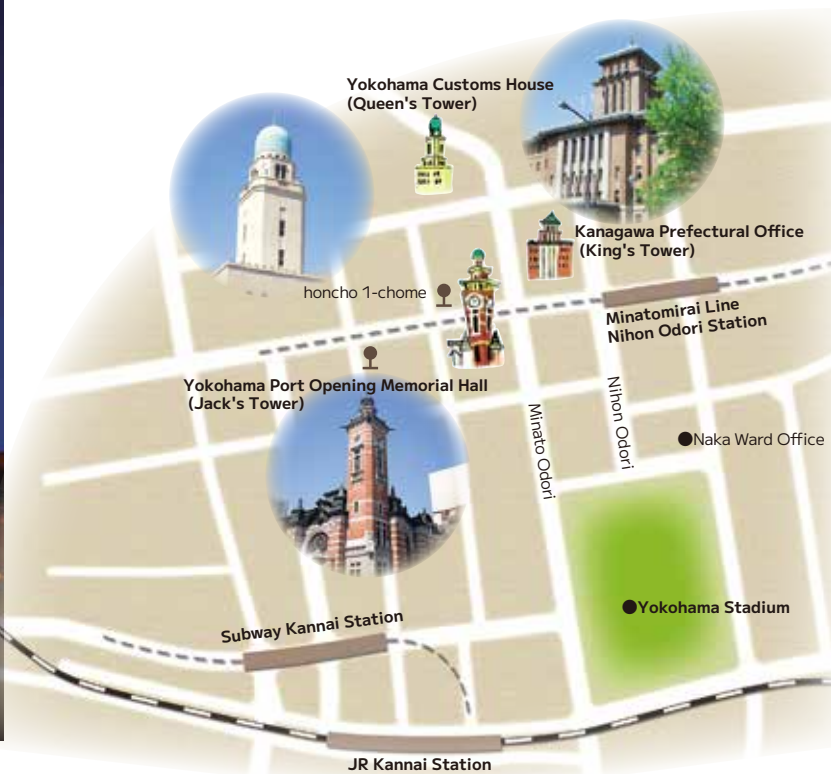 Yokohama Customs House
(Queen's Tower)
Kanagawa Prefectural Office
(King's Tower)
honcho 1-chome
Minatomirai Line
Nihon Odori Station
Yokohama Port Opening Memorial Hall
(Jack's Tower)
Minato Odori
Nihon Odori
Naka Ward Office
Yokohama Stadium
Subway Kannai Station
JR Kannai Station